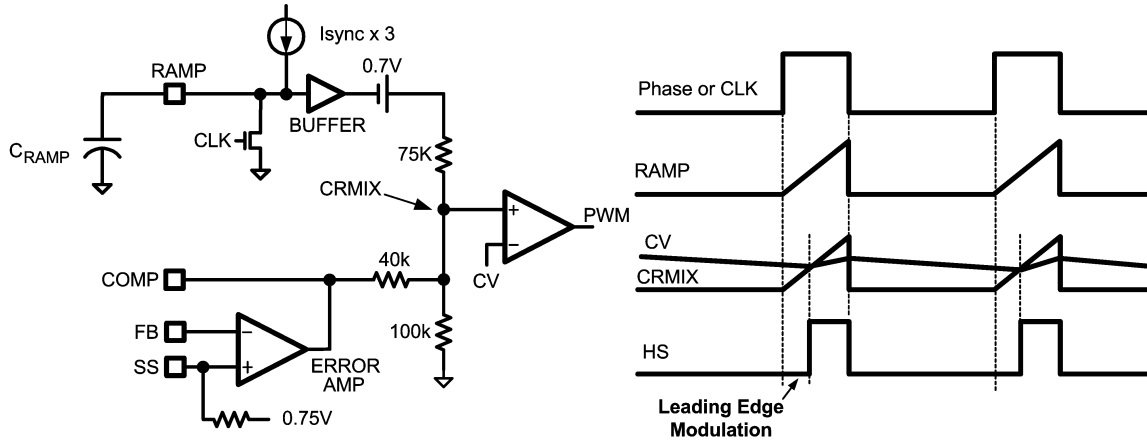 Isync x 3
RAMP
0.7V
BUFFER
CLK
C_RAMP
75K
CRMIX
+
−
PWM
CV
COMP
40k
100k
FB
SS
−
+
ERROR
AMP
0.75V
Phase or CLK
RAMP
CV
CRMIX
HS
Leading Edge
Modulation